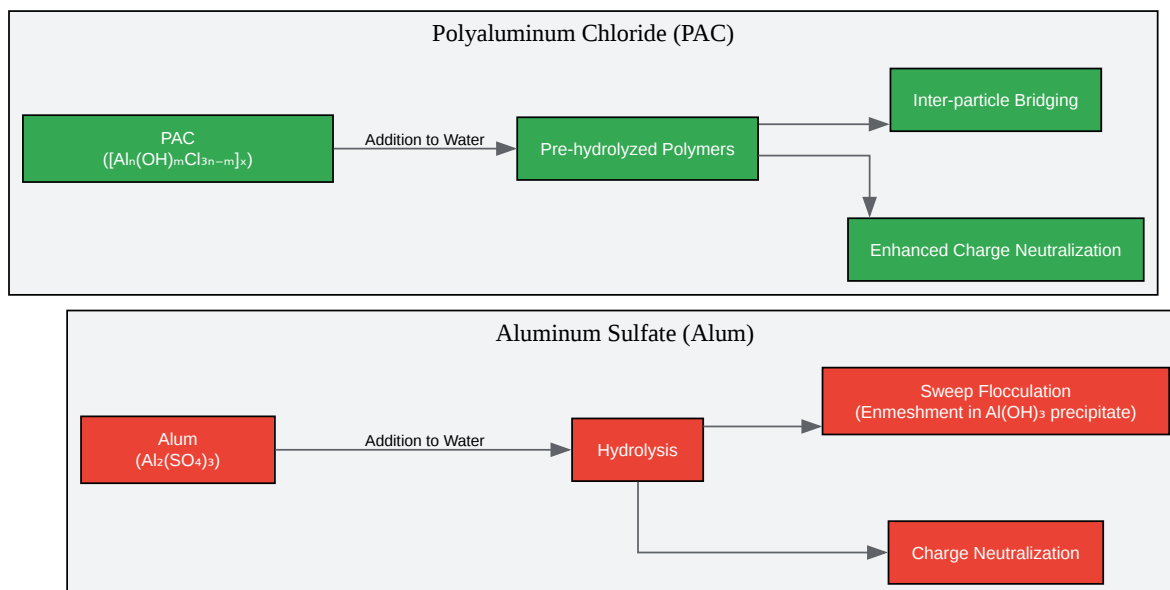 Polyaluminum Chloride (PAC)
Inter-particle Bridging
PAC
([Alₙ(OH)ₘCl₃ₙ₋ₘ]ₓ)
Addition to Water
Pre-hydrolyzed Polymers
Enhanced Charge Neutralization
Aluminum Sulfate (Alum)
Sweep Flocculation
(Enmeshment in Al(OH)₃ precipitate)
Alum
(Al₂(SO₄)₃)
Addition to Water
Hydrolysis
Charge Neutralization